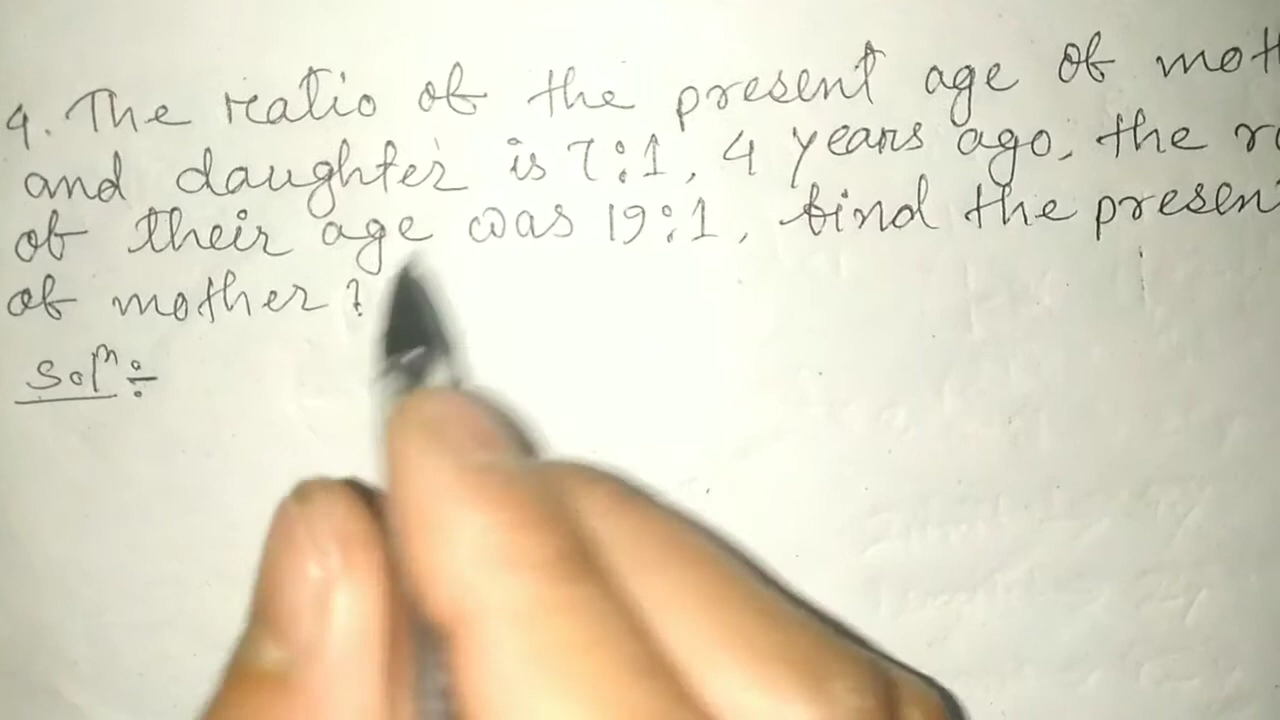 4. The ratio of the present age of moth
and daughter is 7:1, 4 years ago, the r
of their age was 19:1, find the presen
of mother?
Solⁿ÷